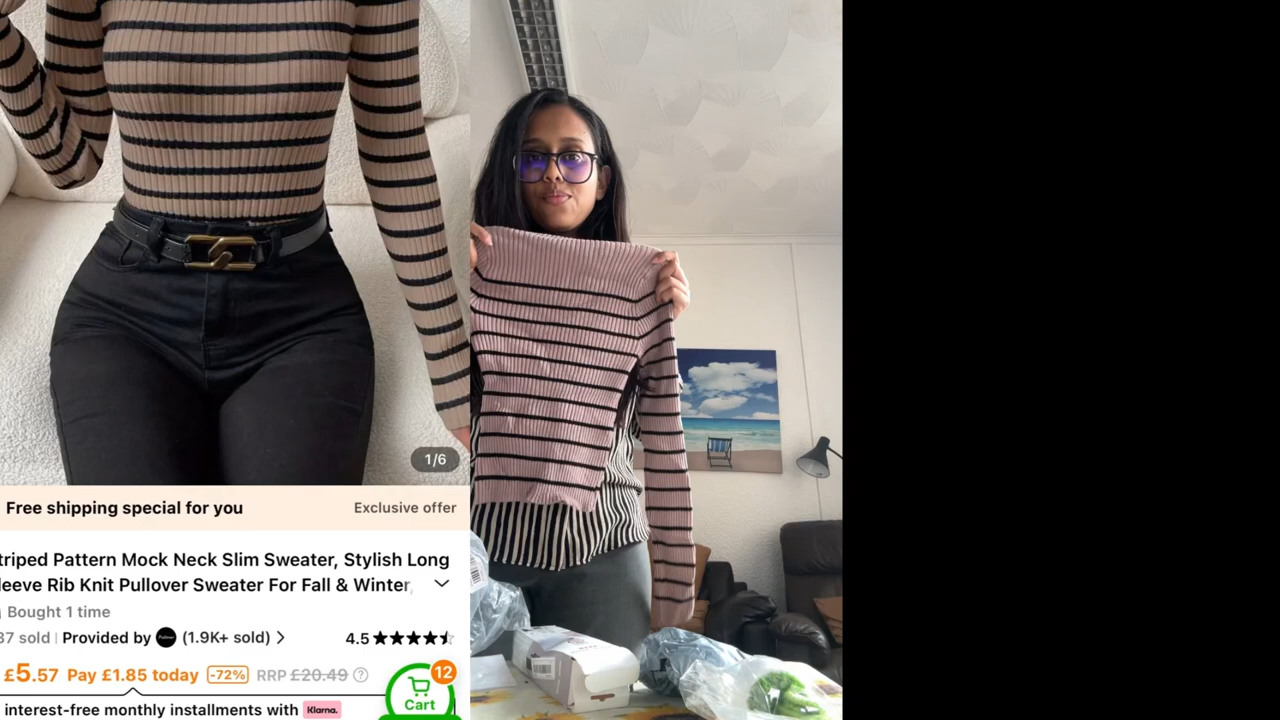 1/6
Free shipping special for you Exclusive offer
triped Pattern Mock Neck Slim Sweater, Stylish Long
leeve Rib Knit Pullover Sweater For Fall & Winter,
Bought 1 time
37 sold | Provided by (1.9K+ sold)
4.5
£5.57 Pay £1.85 today -72% RRP £20.49 ?
12
Cart
interest-free monthly installments with Klarna.